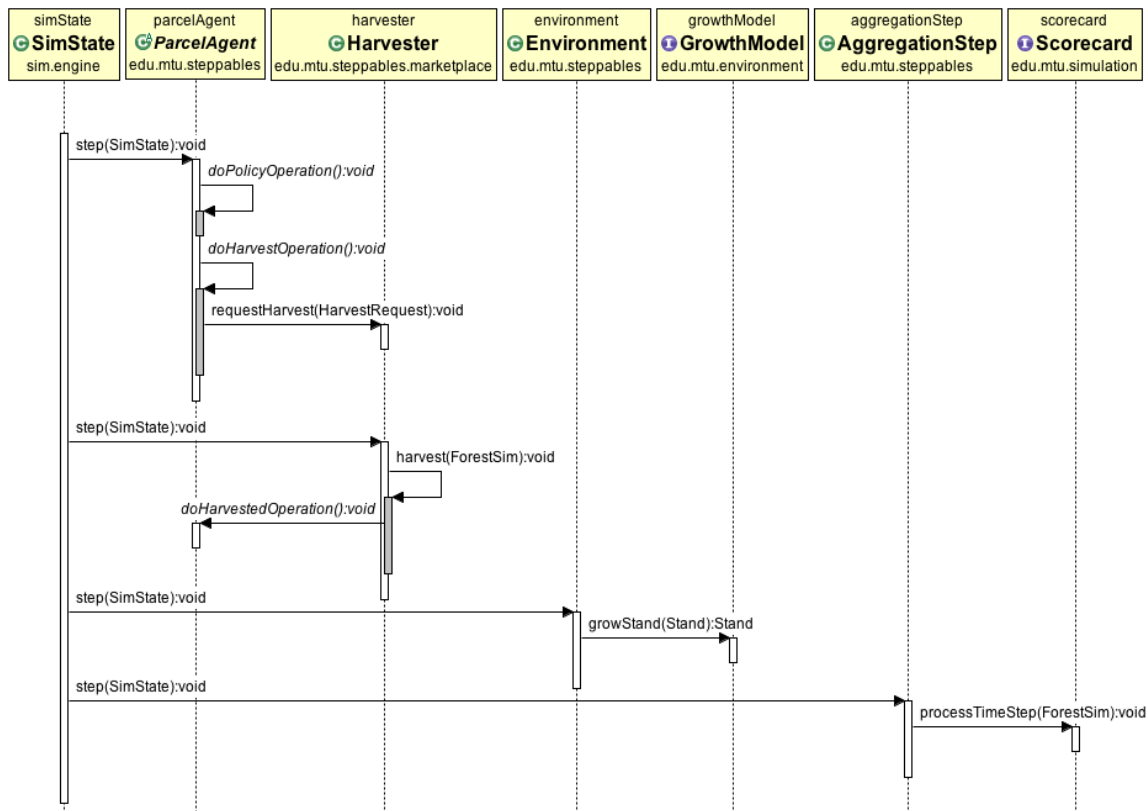 simState
C SimState
sim.engine
parcelAgent
C A ParcelAgent
edu.mtu.steppables
harvester
C Harvester
edu.mtu.steppables.marketplace
environment
C Environment
edu.mtu.steppables
growthModel
I GrowthModel
edu.mtu.environment
aggregationStep
C AggregationStep
edu.mtu.steppables
scorecard
I Scorecard
edu.mtu.simulation
step(SimState):void
doPolicyOperation():void
doHarvestOperation():void
requestHarvest(HarvestRequest):void
step(SimState):void
harvest(ForestSim):void
doHarvestedOperation():void
step(SimState):void
growStand(Stand):Stand
step(SimState):void
processTimeStep(ForestSim):void